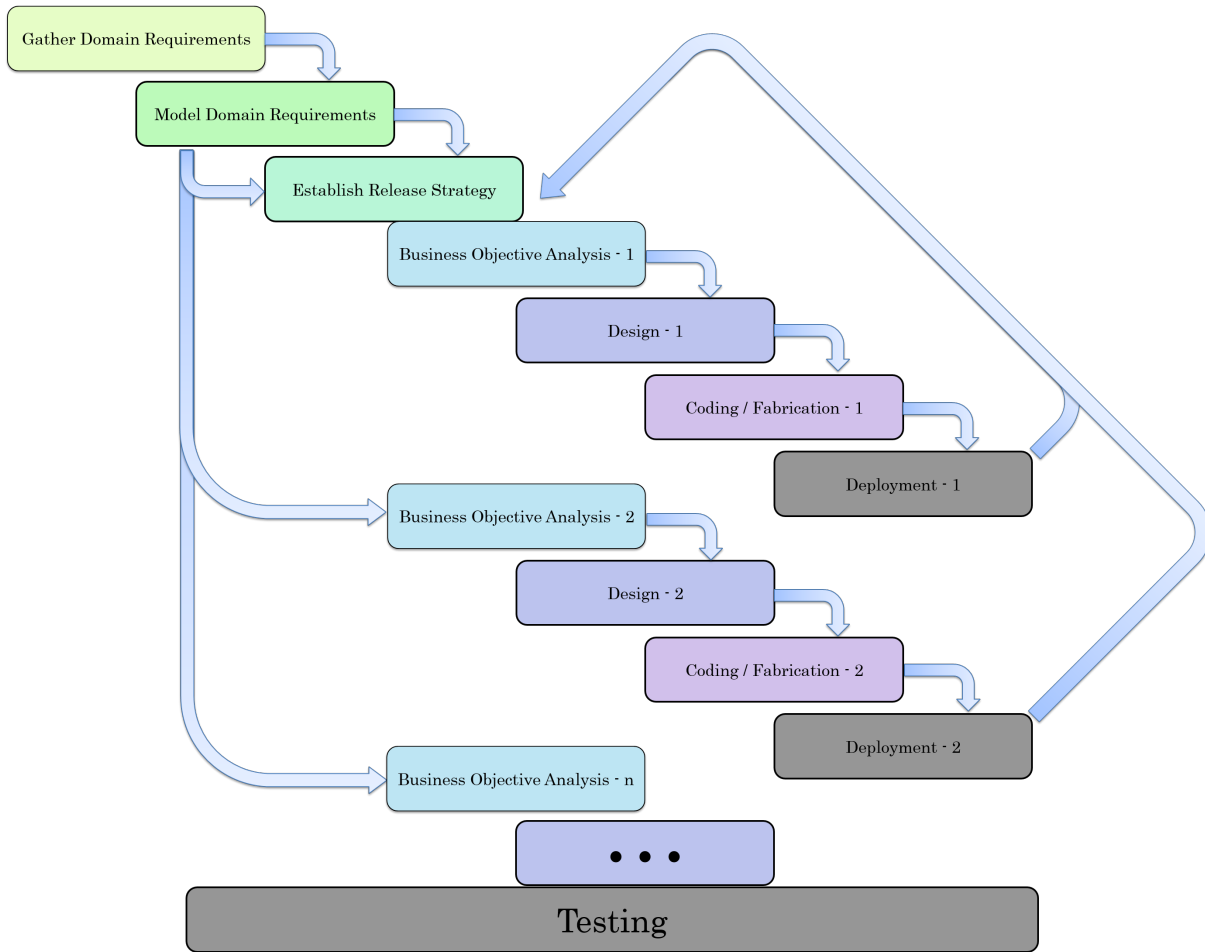 Gather Domain Requirements
Model Domain Requirements
Establish Release Strategy
Business Objective Analysis - 1
Design - 1
Coding / Fabrication - 1
Deployment - 1
Business Objective Analysis - 2
Design - 2
Coding / Fabrication - 2
Deployment - 2
Business Objective Analysis - n
• • •
Testing